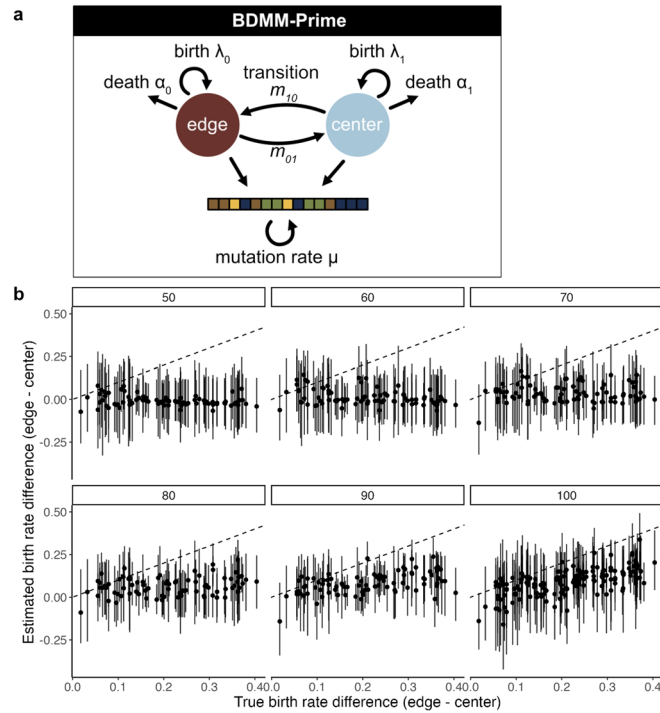 a
BDMM-Prime
birth λ0
birth λ1
transition
death α0
death α1
m10
edge
center
m01
mutation rate μ
b
50
60
70
0.50
0.25
0.00
-0.25
80
90
100
0.50
0.25
0.00
-0.25
Estimated birth rate difference (edge - center)
0.0 0.1 0.2 0.3 0.4 0.0 0.1 0.2 0.3 0.4 0.0 0.1 0.2 0.3 0.4
True birth rate difference (edge - center)